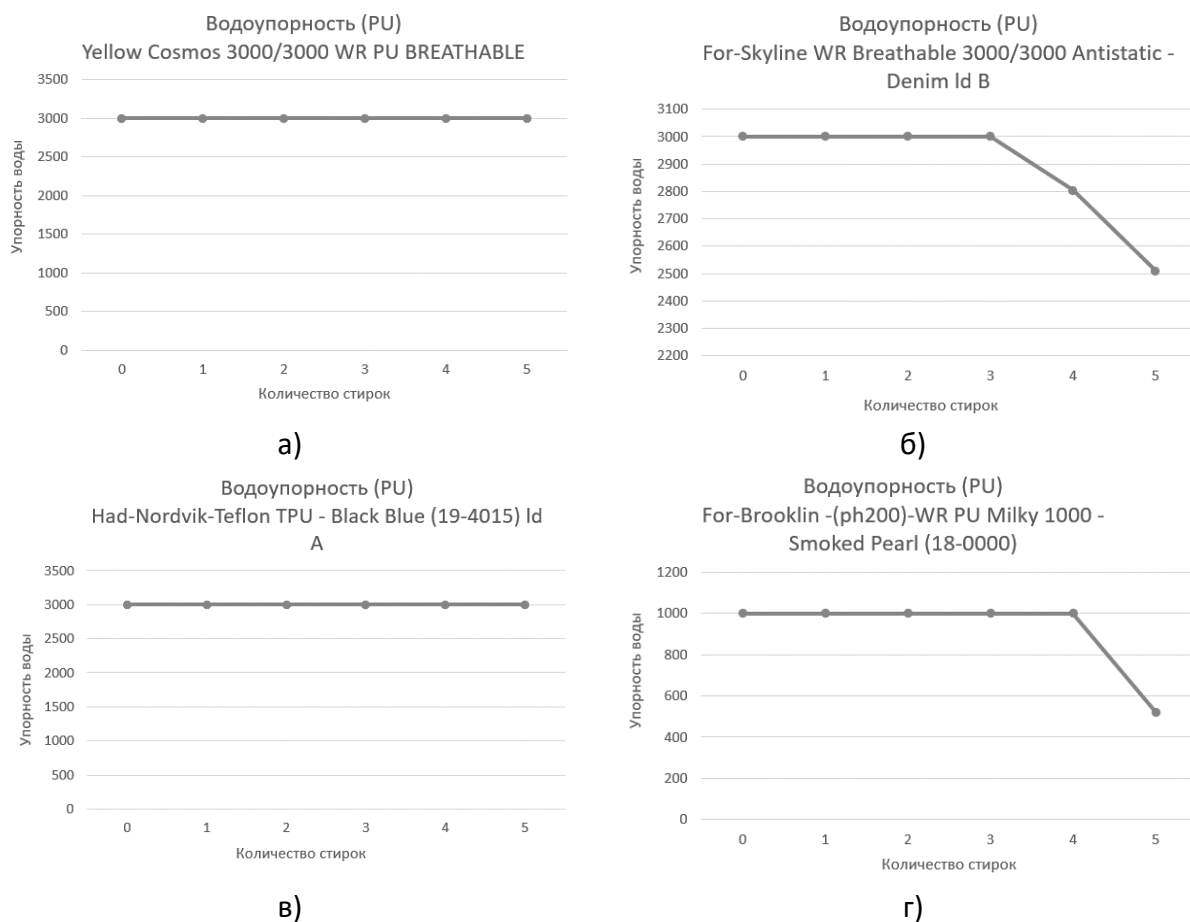 Водоупорность (PU)
Yellow Cosmos 3000/3000 WR PU BREATHABLE
3500
3000
2500
2000
1500
1000
500
0
Упорность воды
0 1 2 3 4 5
Количество стирок
а)
Водоупорность (PU)
For-Skyline WR Breathable 3000/3000 Antistatic -
Denim ld B
3100
3000
2900
2800
2700
2600
2500
2400
2300
2200
Упорность воды
0 1 2 3 4 5
Количество стирок
б)
Водоупорность (PU)
Had-Nordvik-Teflon TPU - Black Blue (19-4015) ld
A
3500
3000
2500
2000
1500
1000
500
0
Упорность воды
0 1 2 3 4 5
Количество стирок
в)
Водоупорность (PU)
For-Brooklin -(ph200)-WR PU Milky 1000 -
Smoked Pearl (18-0000)
1200
1000
800
600
400
200
0
Упорность воды
0 1 2 3 4 5
Количество стирок
г)